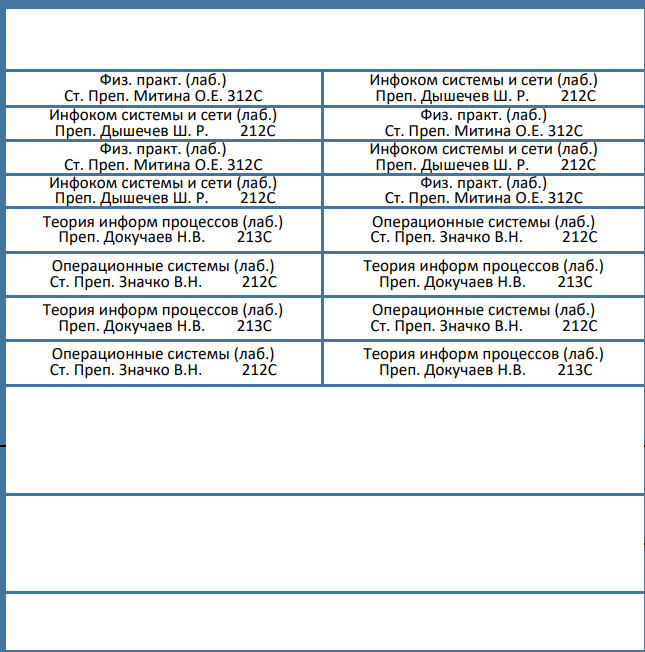 Физ. практ. (лаб.)
Ст. Преп. Митина О.Е. 312С
Инфоком системы и сети (лаб.)
Преп. Дышечев Ш. Р. 212С
Инфоком системы и сети (лаб.)
Преп. Дышечев Ш. Р. 212С
Физ. практ. (лаб.)
Ст. Преп. Митина О.Е. 312С
Физ. практ. (лаб.)
Ст. Преп. Митина О.Е. 312С
Инфоком системы и сети (лаб.)
Преп. Дышечев Ш. Р. 212С
Инфоком системы и сети (лаб.)
Преп. Дышечев Ш. Р. 212С
Физ. практ. (лаб.)
Ст. Преп. Митина О.Е. 312С
Теория информ процессов (лаб.)
Преп. Докучаев Н.В. 213С
Операционные системы (лаб.)
Ст. Преп. Значко В.Н. 212С
Операционные системы (лаб.)
Ст. Преп. Значко В.Н. 212С
Теория информ процессов (лаб.)
Преп. Докучаев Н.В. 213С
Теория информ процессов (лаб.)
Преп. Докучаев Н.В. 213С
Операционные системы (лаб.)
Ст. Преп. Значко В.Н. 212С
Операционные системы (лаб.)
Ст. Преп. Значко В.Н. 212С
Теория информ процессов (лаб.)
Преп. Докучаев Н.В. 213С